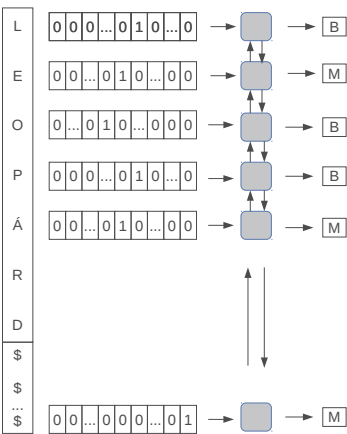 L 0 0 0 ... 0 1 0 ... 0 B
E 0 0 ... 0 1 0 ... 0 0 M
O 0 ... 0 1 0 ... 0 0 0 B
P 0 0 0 ... 0 1 0 ... 0 B
Á 0 0 ... 0 1 0 ... 0 0 M
R
D
$
$
...
$ 0 0 ... 0 0 0 ... 0 1 M